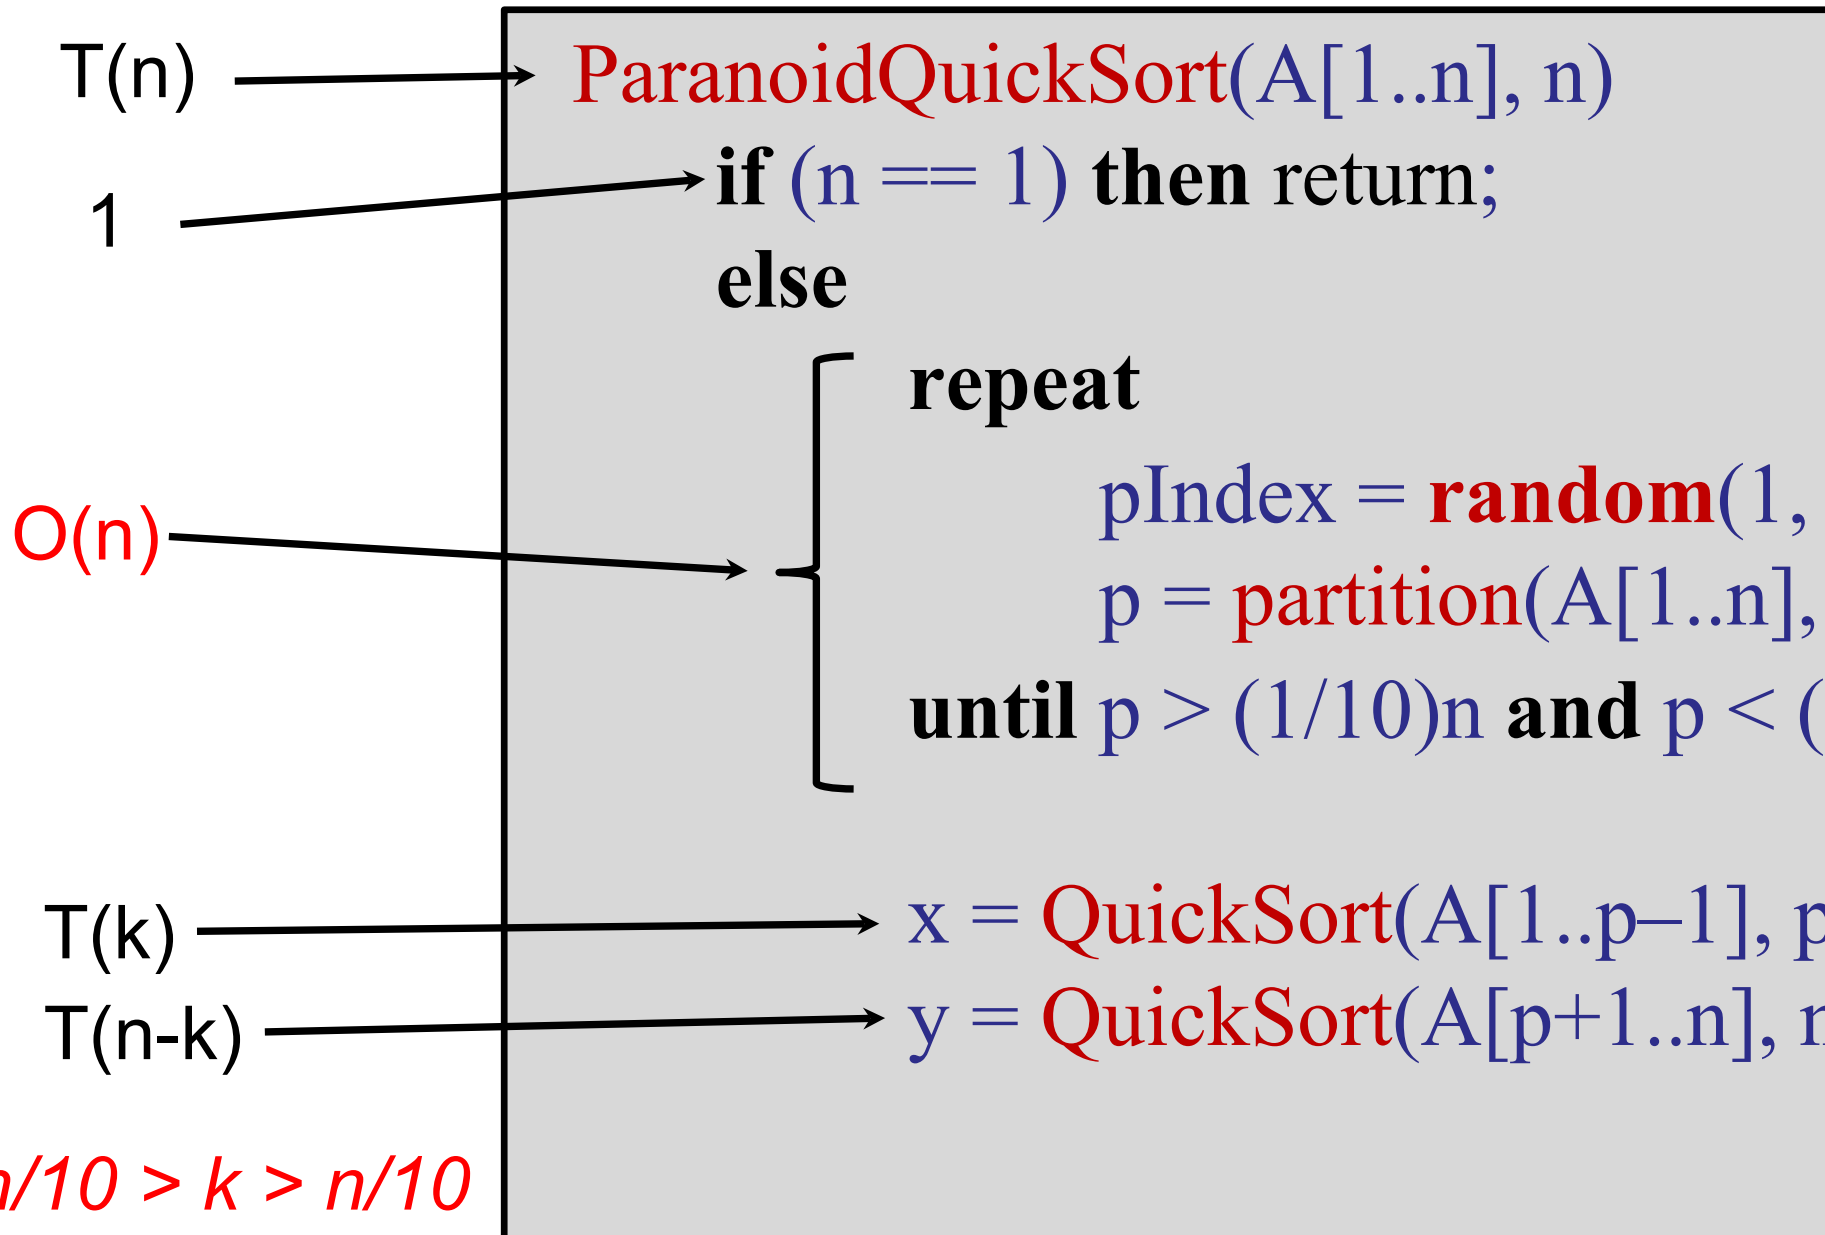 T(n)
ParanoidQuickSort(A[1..n], n)
1
if (n == 1) then return;
else
repeat
pIndex = random(1,
O(n)
p = partition(A[1..n],
until p > (1/10)n and p < (
T(k)
x = QuickSort(A[1..p–1], p
T(n-k)
y = QuickSort(A[p+1..n], n
n/10 > k > n/10